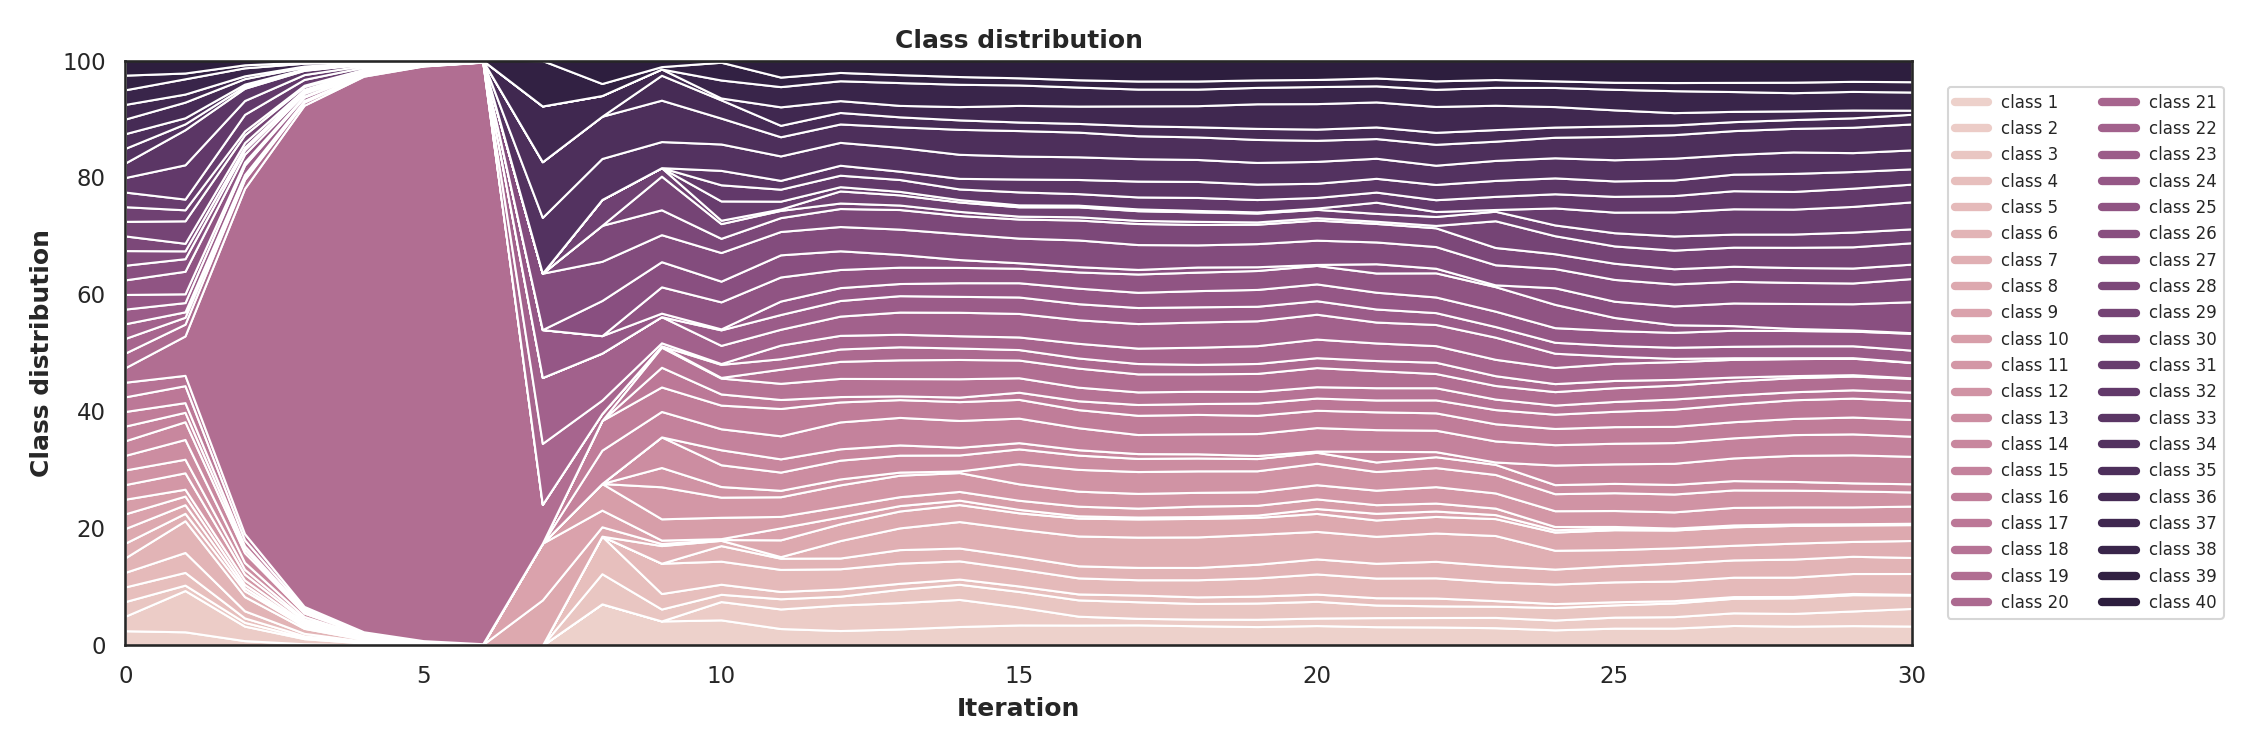 Class distribution
100
80
60
40
20
0
Class distribution
0 5 10 15 20 25 30
Iteration
class 1 class 21
class 2 class 22
class 3 class 23
class 4 class 24
class 5 class 25
class 6 class 26
class 7 class 27
class 8 class 28
class 9 class 29
class 10 class 30
class 11 class 31
class 12 class 32
class 13 class 33
class 14 class 34
class 15 class 35
class 16 class 36
class 17 class 37
class 18 class 38
class 19 class 39
class 20 class 40